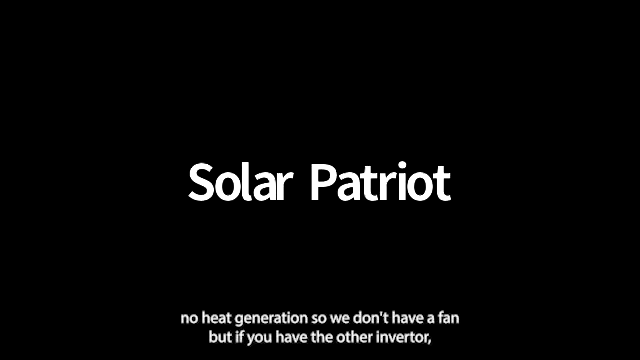 Solar Patriot
no heat generation so we don't have a fan
but if you have the other invertor,